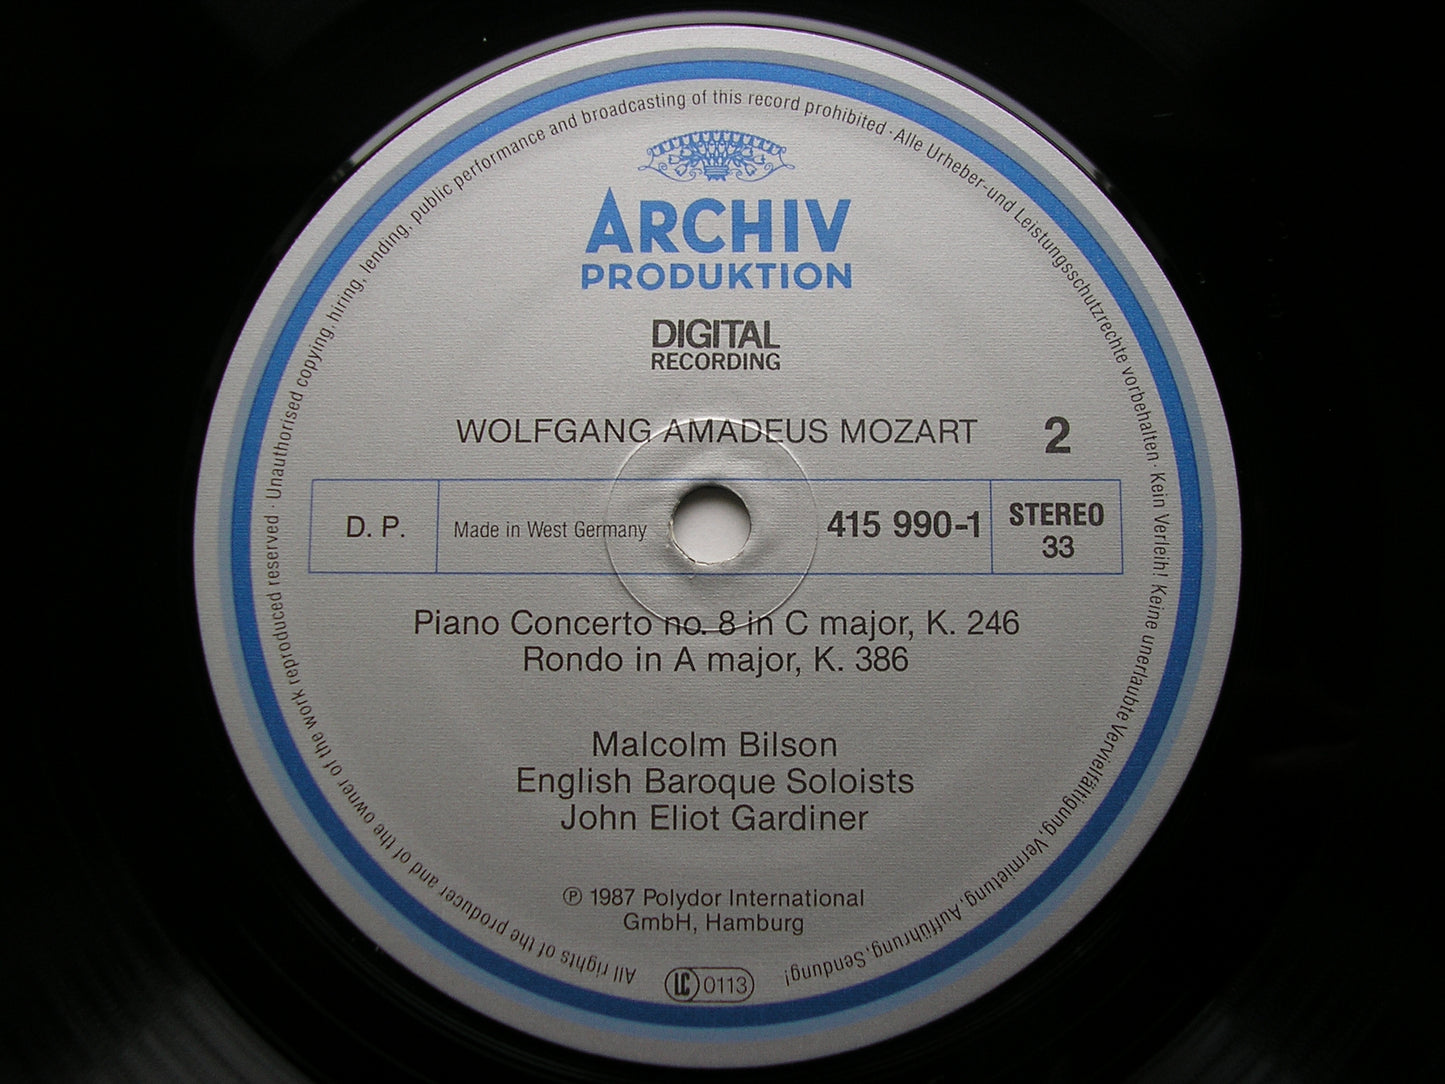 ARCHIV
PRODUKTION
DIGITAL
RECORDING
WOLFGANG AMADEUS MOZART
2
D. P.
Made in West Germany
415 990-1
STEREO
33
Piano Concerto no. 8 in C major, K. 246
Rondo in A major, K. 386
Malcolm Bilson
English Baroque Soloists
John Eliot Gardiner
Ⓟ 1987 Polydor International
GmbH, Hamburg
LC 0113
All rights of the producer and of the owner of the work reproduced reserved · Unauthorised copying, hiring, lending, public performance and broadcasting of this record prohibited · Alle Urheber-und Leistungsschutzrechte vorbehalten · Kein Verleih! Keine unerlaubte Vervielfältigung, Vermietung, Aufführung, Sendung!